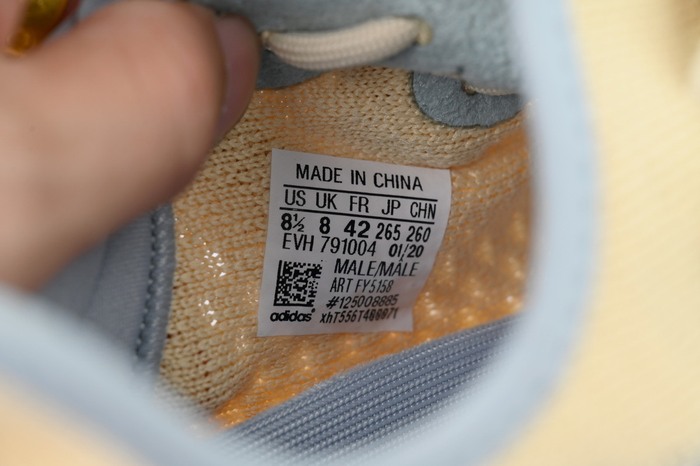 MADE IN CHINA
US UK FR JP CHN
8½ 8 42 265 260
EVH 791004 01/20
MALE/MALE
ART FY5158
#125008885
adidas